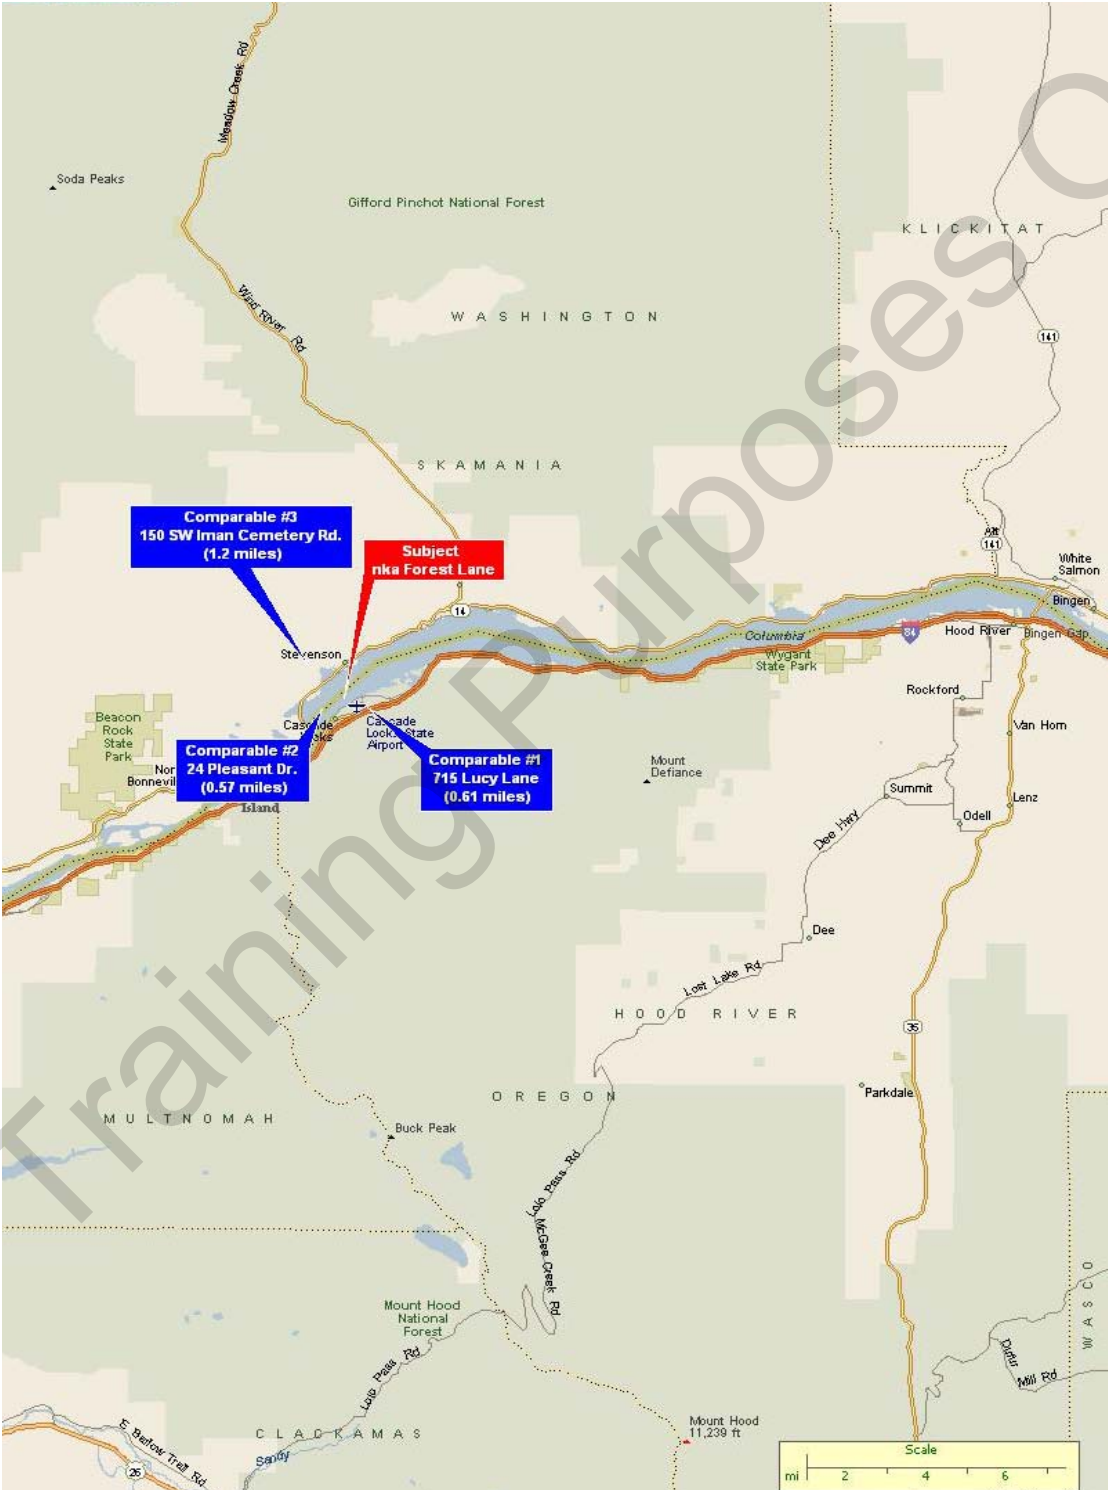 Meadow Creek Rd
Soda Peaks
Gifford Pinchot National Forest
KLICKITAT
Wind River Rd
WASHINGTON
141
SKAMANIA
Comparable #3
150 SW Iman Cemetery Rd.
(1.2 miles)
Subject
nka Forest Lane
Alt
141
White
Salmon
Bingen
14
Columbia
84
Hood River
Bingen Gap
Stevenson
Wygant
State Park
Rockford
Beacon
Rock
State
Park
Cascade
Locks
Cascade
Locks State
Airport
Van Horn
Comparable #2
24 Pleasant Dr.
(0.57 miles)
Comparable #1
715 Lucy Lane
(0.61 miles)
Nor
Bonnevil
Island
Mount
Defiance
Summit
Lenz
Odell
Dee Hwy
Dee
Lost Lake Rd
HOOD RIVER
35
OREGON
Parkdale
MULTNOMAH
Buck Peak
Lolo Pass Rd
McGee Creek Rd
WASCO
Mount Hood
National
Forest
Lolo Pass Rd
Dufur
Mill Rd
Mount Hood
11,239 ft
CLACKAMAS
E Barlow Trail Rd
Sandy
26
Scale
mi 2 4 6
Training Purposes O